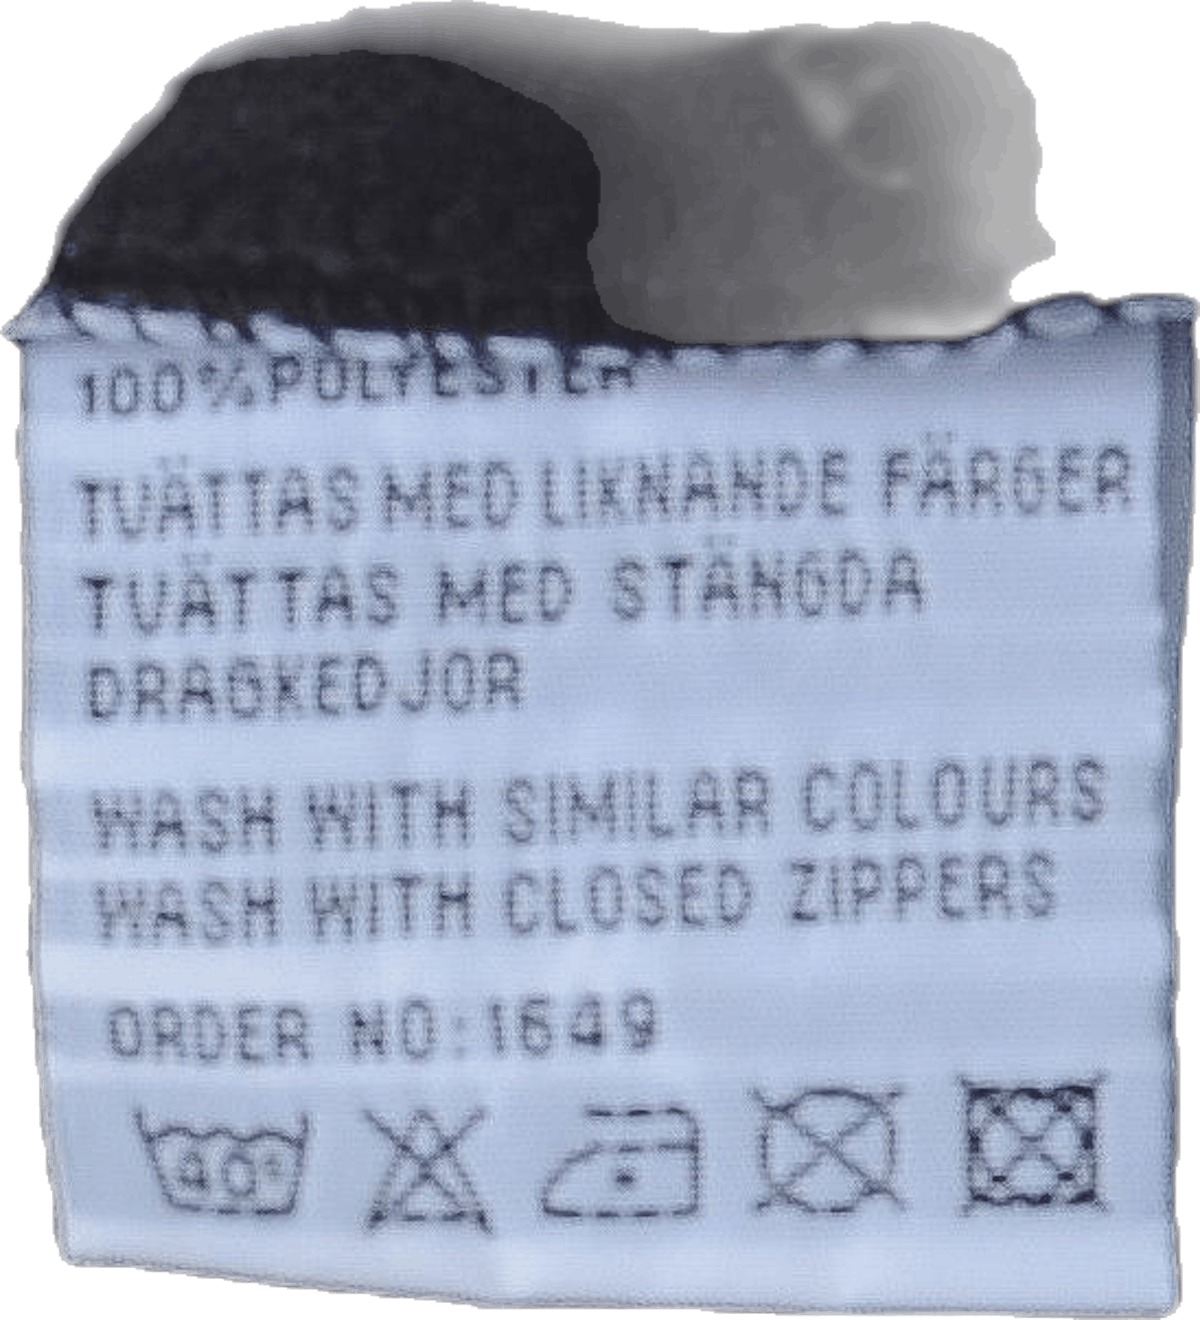 100%POLYESTER
TVÄTTAS MED LIKNANDE FÄRGER
TVÄTTAS MED STÄNGDA
DRAGKEDJOR
WASH WITH SIMILAR COLOURS
WASH WITH CLOSED ZIPPERS
ORDER NO:1649
40°